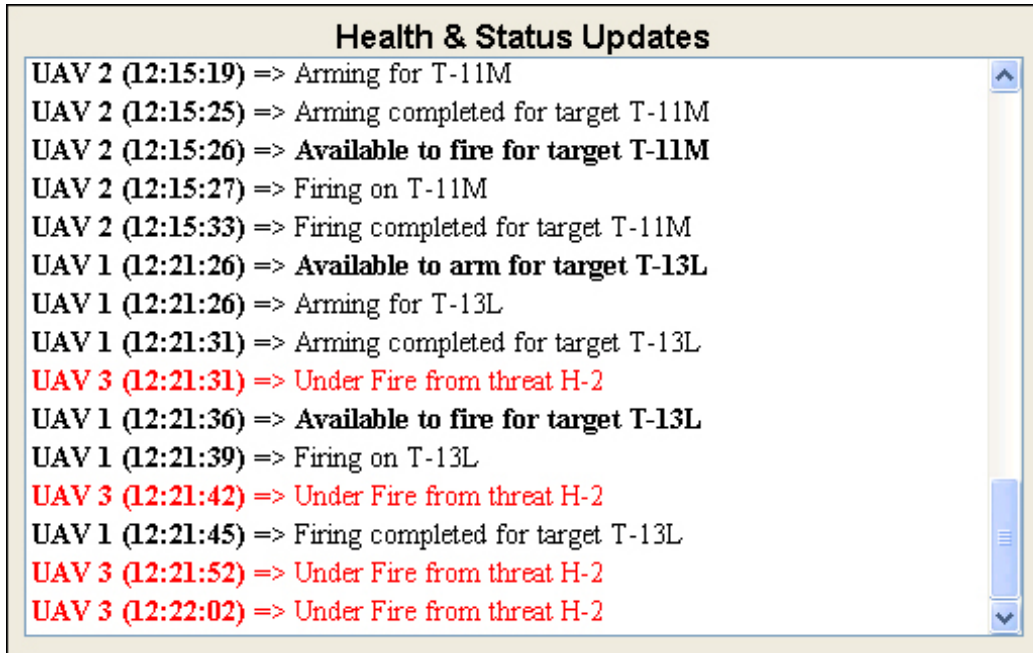 Health & Status Updates
UAV 2 (12:15:19) => Arming for T-11M
UAV 2 (12:15:25) => Arming completed for target T-11M
UAV 2 (12:15:26) => Available to fire for target T-11M
UAV 2 (12:15:27) => Firing on T-11M
UAV 2 (12:15:33) => Firing completed for target T-11M
UAV 1 (12:21:26) => Available to arm for target T-13L
UAV 1 (12:21:26) => Arming for T-13L
UAV 1 (12:21:31) => Arming completed for target T-13L
UAV 3 (12:21:31) => Under Fire from threat H-2
UAV 1 (12:21:36) => Available to fire for target T-13L
UAV 1 (12:21:39) => Firing on T-13L
UAV 3 (12:21:42) => Under Fire from threat H-2
UAV 1 (12:21:45) => Firing completed for target T-13L
UAV 3 (12:21:52) => Under Fire from threat H-2
UAV 3 (12:22:02) => Under Fire from threat H-2